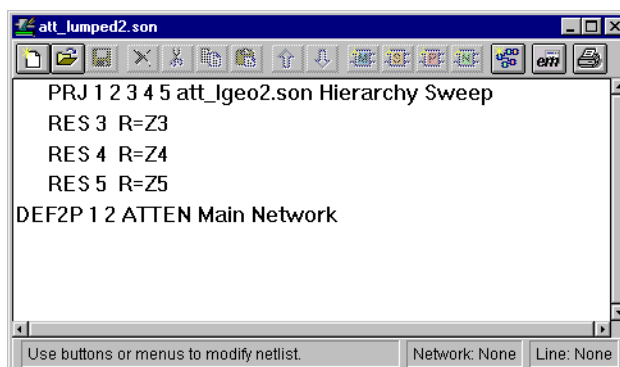 att_lumped2.son
em
PRJ 1 2 3 4 5 att_lgeo2.son Hierarchy Sweep
RES 3 R=Z3
RES 4 R=Z4
RES 5 R=Z5
DEF2P 1 2 ATTEN Main Network
Use buttons or menus to modify netlist. Network: None Line: None